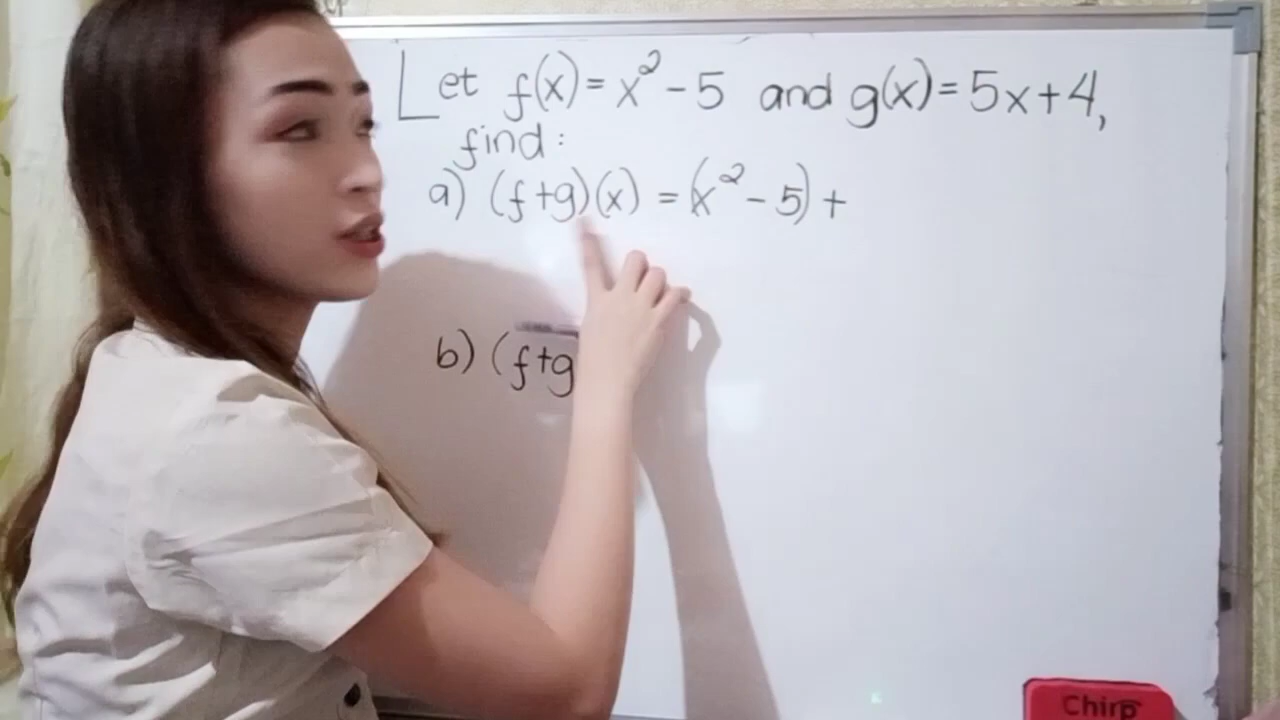 Let f(x) = x² - 5 and g(x) = 5x + 4,
find :
a) (f+g)(x) = (x² - 5) +
b) (f+g
Chirp